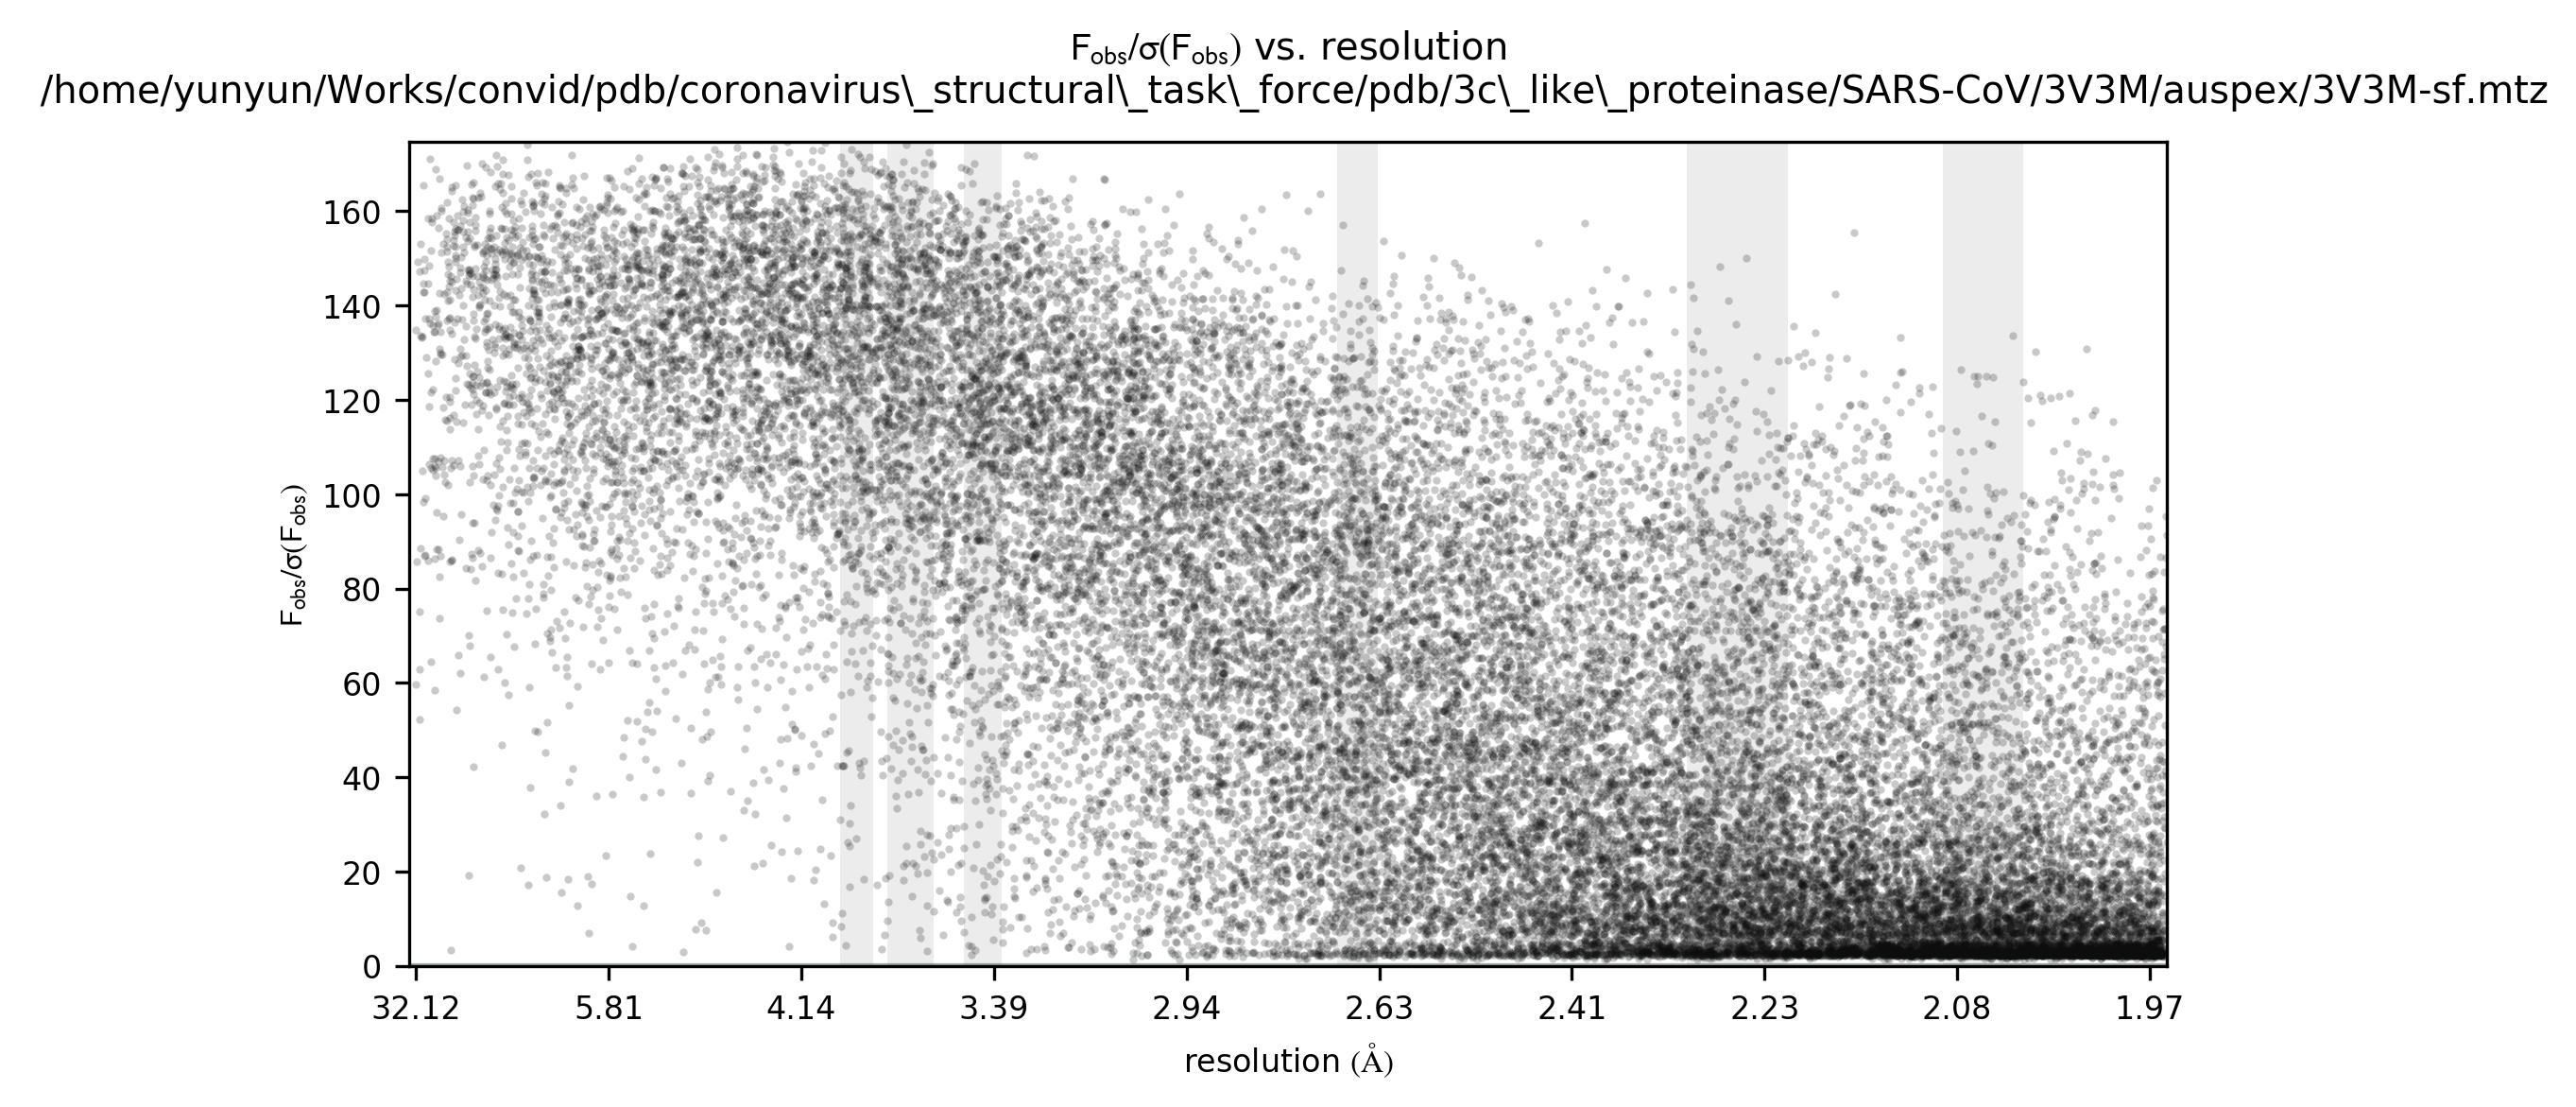 Fobs/σ(Fobs) vs. resolution
/home/yunyun/Works/convid/pdb/coronavirus\_structural\_task\_force/pdb/3c\_like\_proteinase/SARS-CoV/3V3M/auspex/3V3M-sf.mtz
Fobs/σ(Fobs)
160
140
120
100
80
60
40
20
0
32.12 5.81 4.14 3.39 2.94 2.63 2.41 2.23 2.08 1.97
resolution (Å)